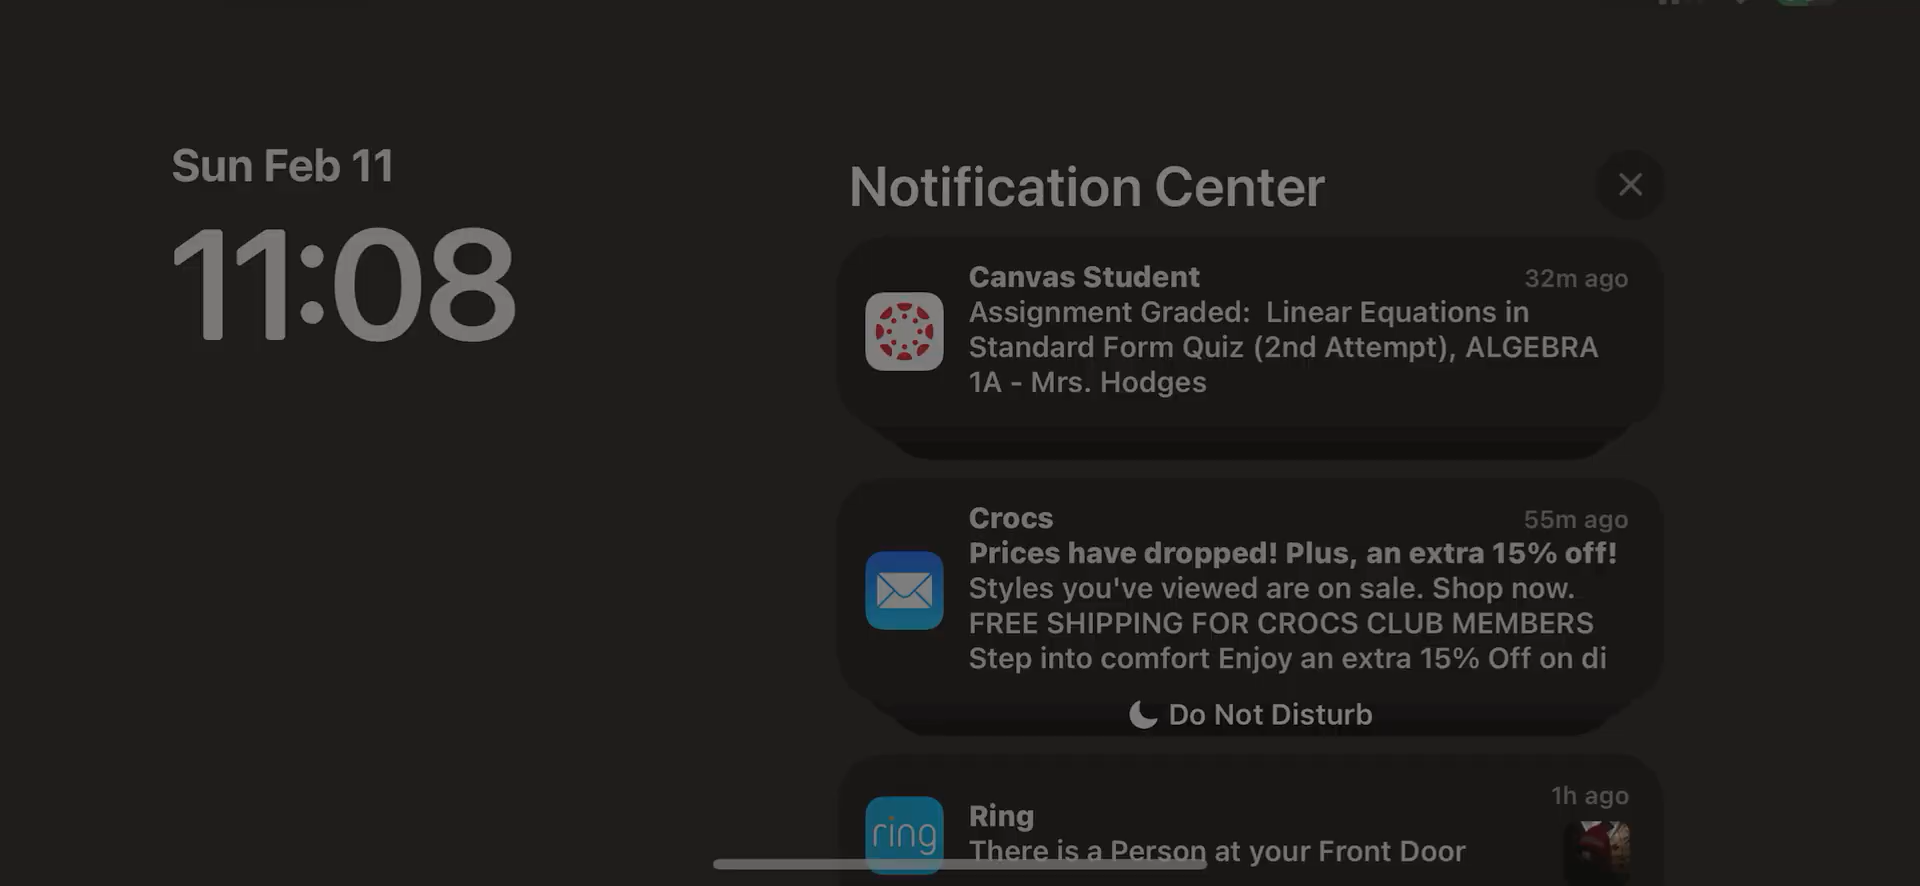 Sun Feb 11
11:08
Notification Center
Canvas Student
32m ago
Assignment Graded:  Linear Equations in
Standard Form Quiz (2nd Attempt), ALGEBRA
1A - Mrs. Hodges
Crocs
55m ago
Prices have dropped! Plus, an extra 15% off!
Styles you've viewed are on sale. Shop now.
FREE SHIPPING FOR CROCS CLUB MEMBERS
Step into comfort Enjoy an extra 15% Off on di
Do Not Disturb
1h ago
ring
Ring
There is a Person at your Front Door